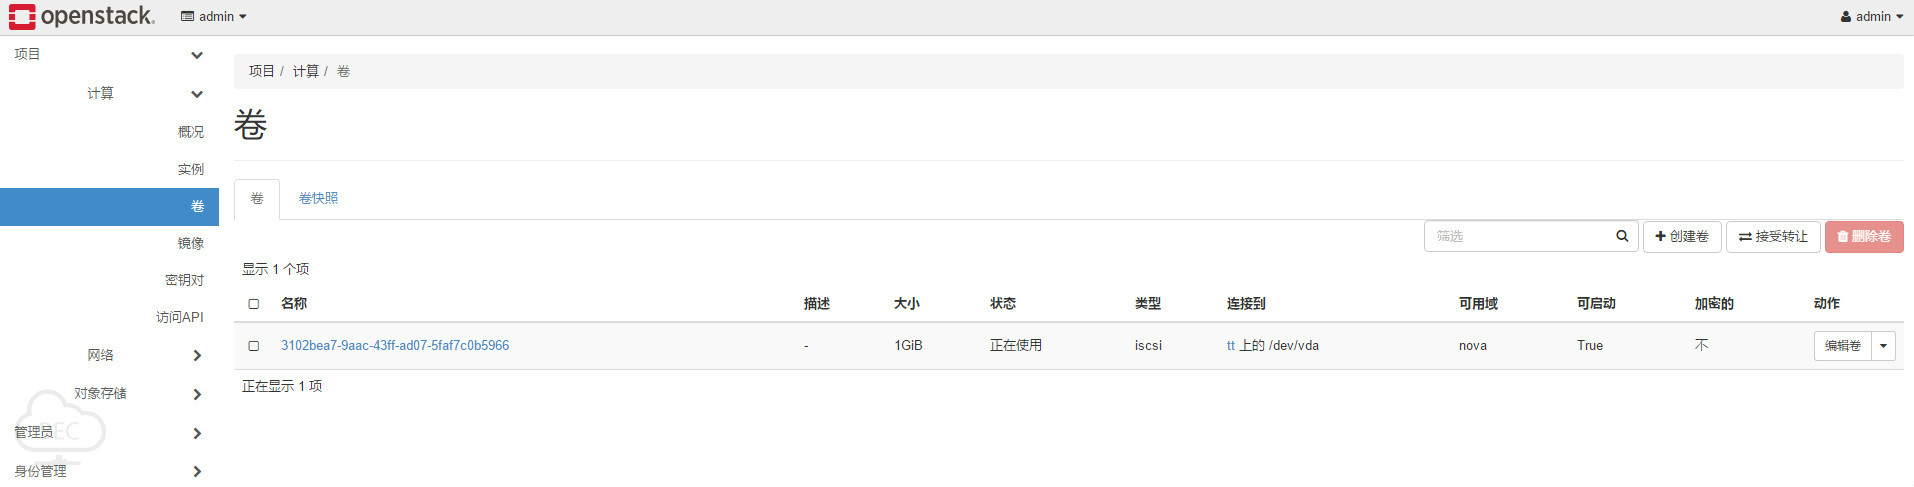 openstack. admin admin
项目
计算
概况
实例
卷
镜像
密钥对
访问API
网络
对象存储
管理员
身份管理
项目 / 计算 / 卷
卷
卷 卷快照
筛选 创建卷 接受转让 删除卷
显示 1 个项
名称 描述 大小 状态 类型 连接到 可用域 可启动 加密的 动作
3102bea7-9aac-43ff-ad07-5faf7c0b5966 - 1GiB 正在使用 iscsi tt 上的 /dev/vda nova True 不 编辑卷
正在显示 1 项